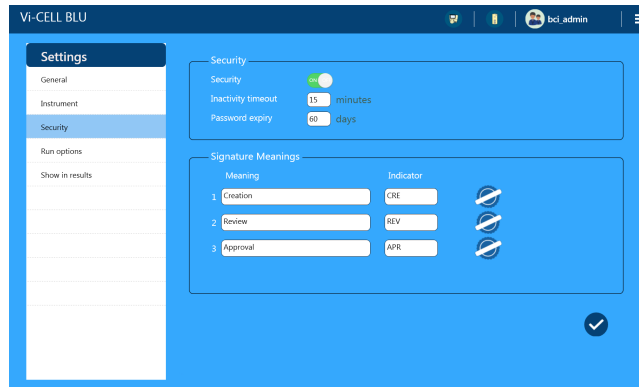 Vi-CELL BLU
bci_admin
Settings
General
Instrument
Security
Run options
Show in results
Security
Security ON
Inactivity timeout 15 minutes
Password expiry 60 days
Signature Meanings
Meaning Indicator
1 Creation CRE
2 Review REV
3 Approval APR